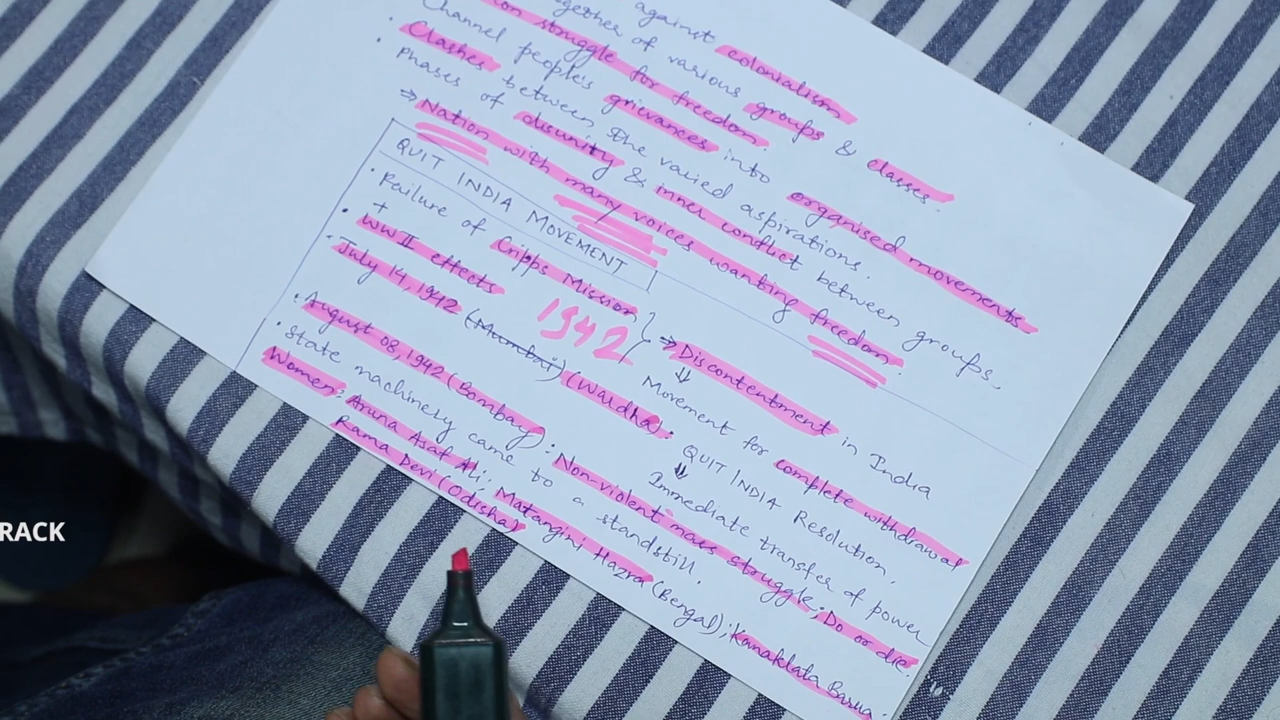 against colonialism
together of various groups & classes.
struggle for freedom
Channel people's grievances into organised movements
• Clashes between the varied aspirations.
• Phases of disunity & inner conflict between groups.
⇒ Nation with many voices wanting freedom.
QUIT INDIA MOVEMENT
• Failure of Cripps Mission
+
WW II effects
1942
⇒ Discontentment in India
↓
Movement for complete withdrawal
• July 14, 1942 (Mumbai) (Wardha): QUIT INDIA Resolution.
↓
Immediate transfer of power
• August 08, 1942 (Bombay): Non-violent mass struggle; Do or die.
• State machinery came to a standstill.
Women: Aruna Asaf Ali; Matangini Hazra (Bengal); Kanaklata Barua;
Rama Devi (Odisha)
RACK